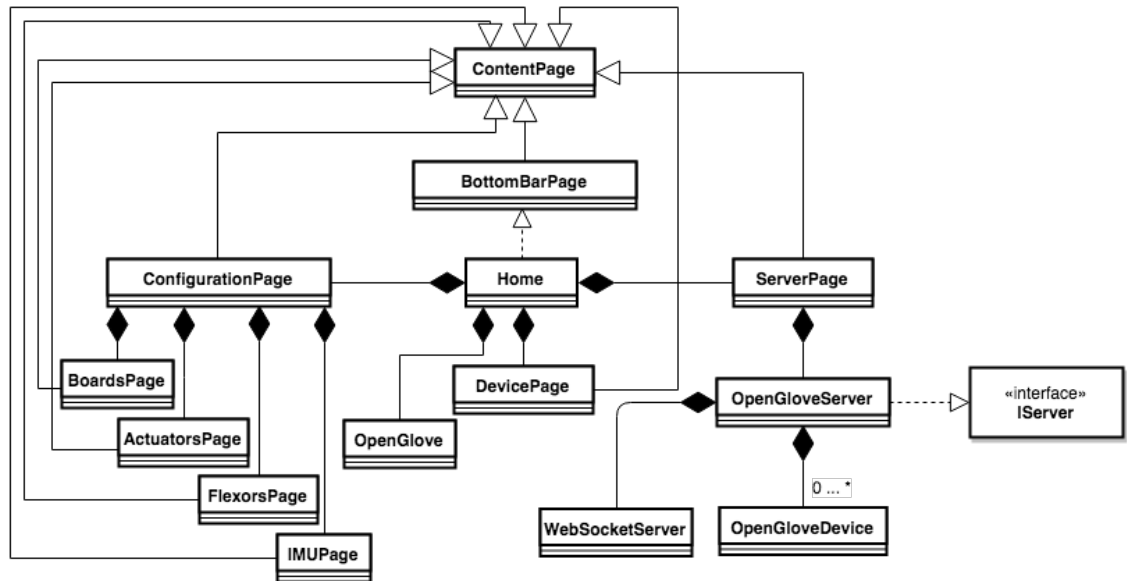 ContentPage
BottomBarPage
ConfigurationPage
Home
ServerPage
BoardsPage
DevicePage
OpenGloveServer
«interface»
IServer
ActuatorsPage
OpenGlove
FlexorsPage
0 ... *
WebSocketServer
OpenGloveDevice
IMUPage